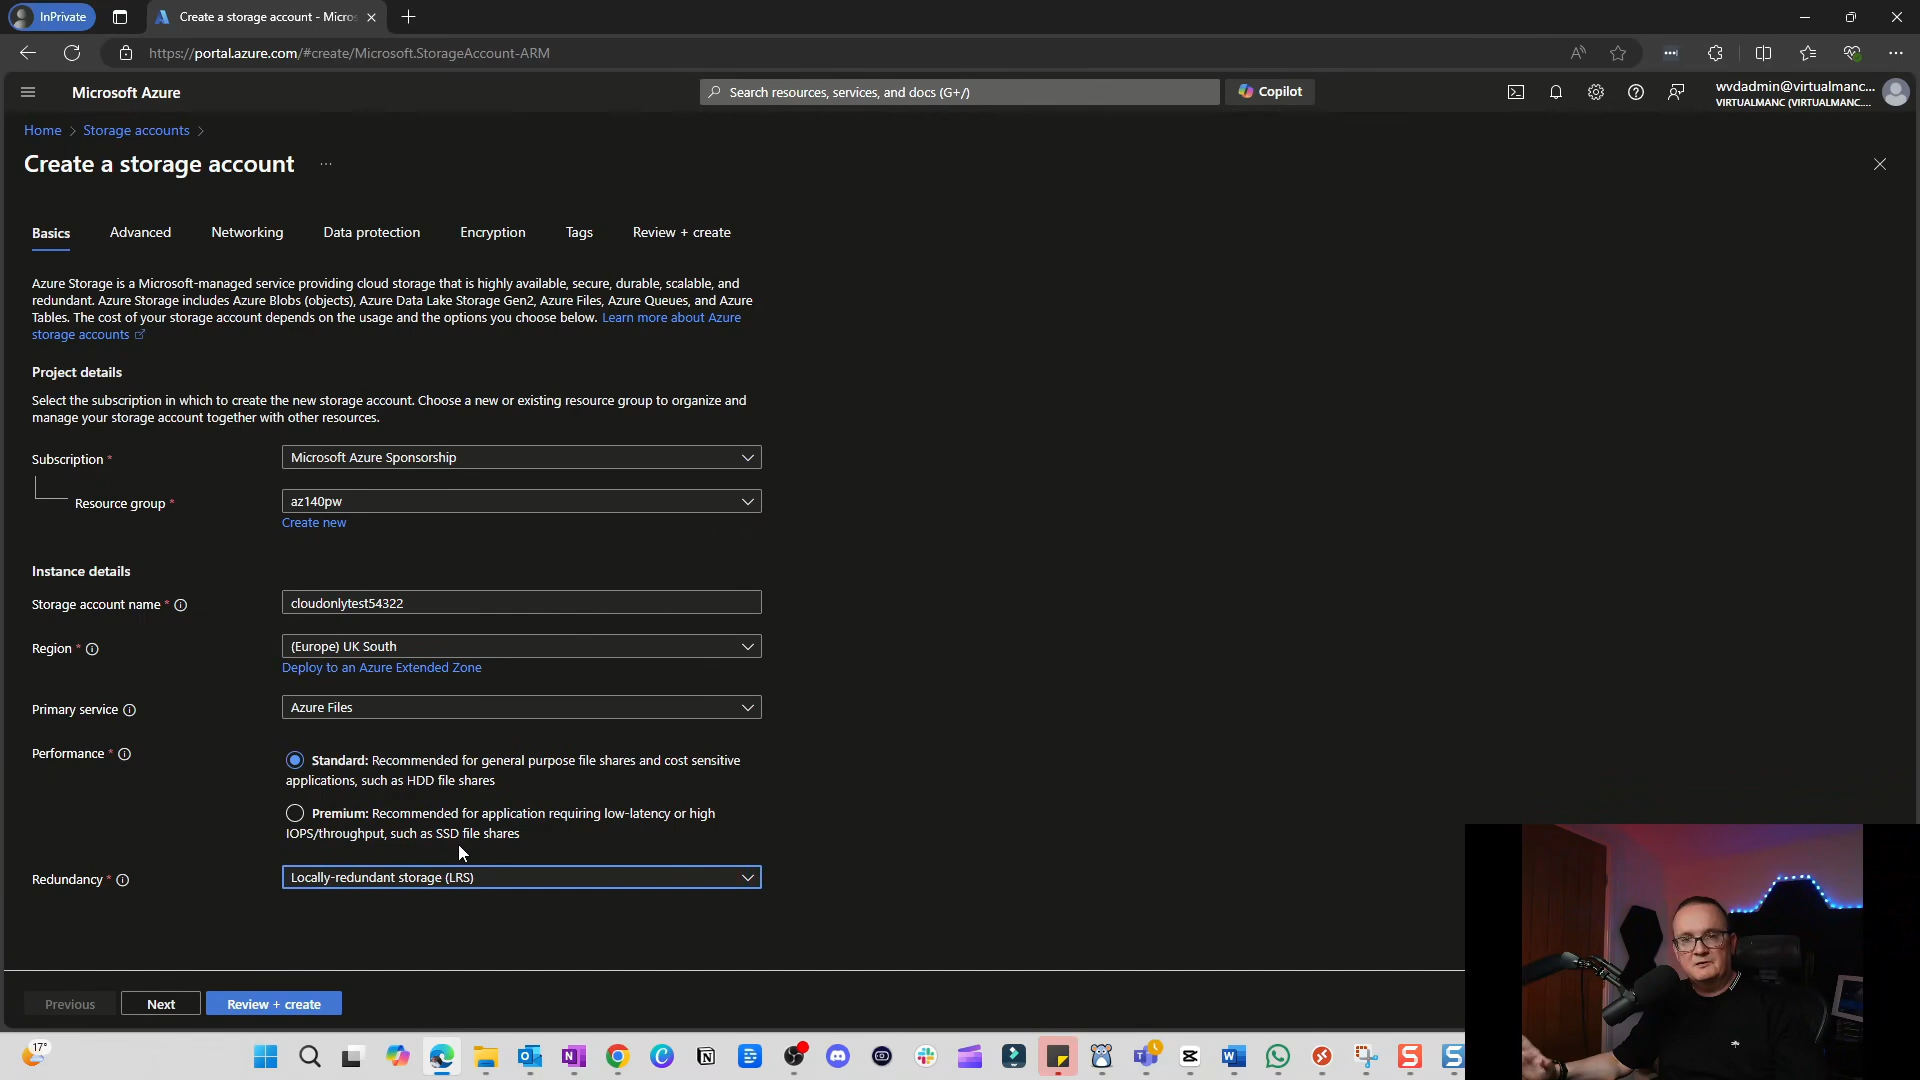 InPrivate
Create a storage account - Micros
https://portal.azure.com/#create/Microsoft.StorageAccount-ARM
Microsoft Azure
Search resources, services, and docs (G+/)
Copilot
wvdadmin@virtualmanc...
VIRTUALMANC (VIRTUALMANC....
Home > Storage accounts >
Create a storage account ...
Basics Advanced Networking Data protection Encryption Tags Review + create
Azure Storage is a Microsoft-managed service providing cloud storage that is highly available, secure, durable, scalable, and
redundant. Azure Storage includes Azure Blobs (objects), Azure Data Lake Storage Gen2, Azure Files, Azure Queues, and Azure
Tables. The cost of your storage account depends on the usage and the options you choose below. Learn more about Azure
storage accounts
Project details
Select the subscription in which to create the new storage account. Choose a new or existing resource group to organize and
manage your storage account together with other resources.
Subscription *
Microsoft Azure Sponsorship
Resource group *
az140pw
Create new
Instance details
Storage account name *
cloudonlytest54322
Region *
(Europe) UK South
Deploy to an Azure Extended Zone
Primary service
Azure Files
Performance *
Standard: Recommended for general purpose file shares and cost sensitive
applications, such as HDD file shares
Premium: Recommended for application requiring low-latency or high
IOPS/throughput, such as SSD file shares
Redundancy *
Locally-redundant storage (LRS)
Previous
Next
Review + create
17°